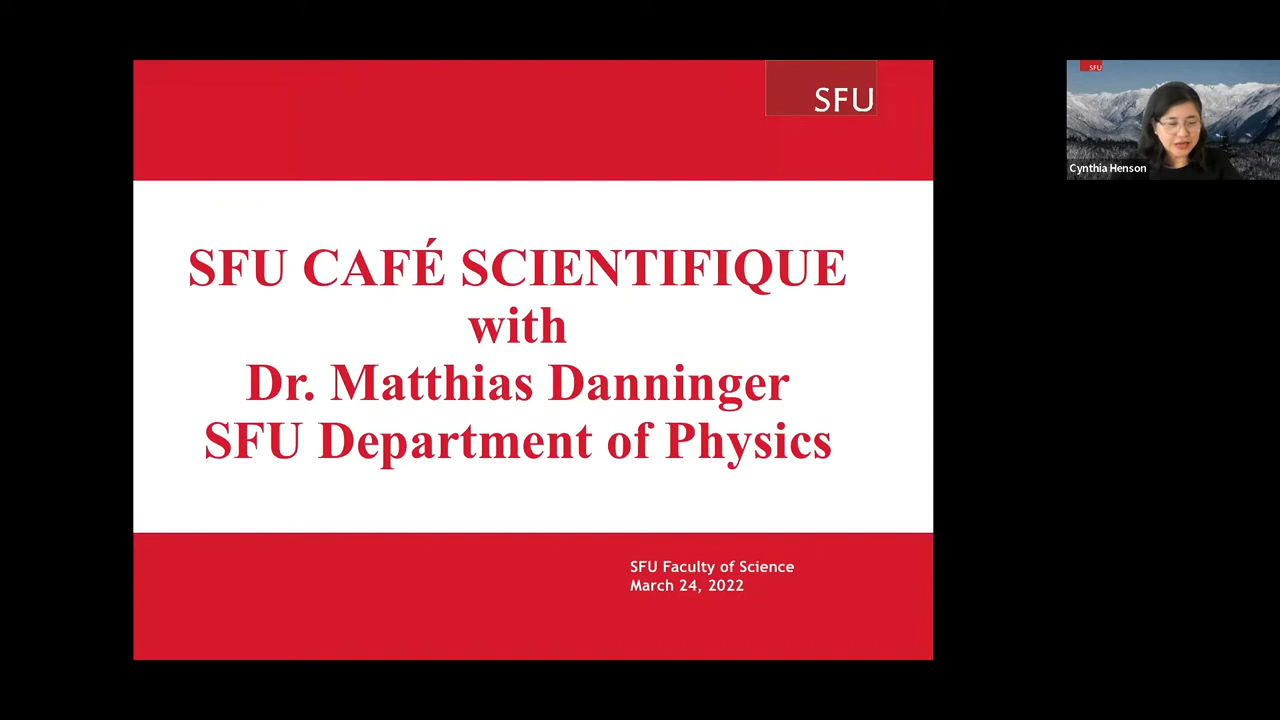 SFU
SFU CAFÉ SCIENTIFIQUE
with
Dr. Matthias Danninger
SFU Department of Physics
SFU Faculty of Science
March 24, 2022
SFU
Cynthia Henson